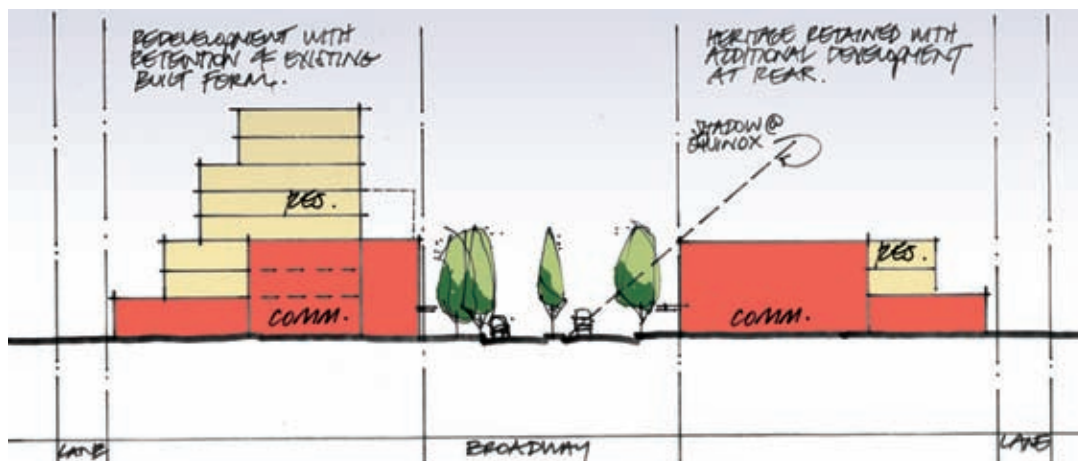 REDEVELOPMENT WITH
RETENTION OF EXISTING
BUILT FORM.
HERITAGE RETAINED WITH
ADDITIONAL DEVELOPMENT
AT REAR.
SHADOW @
EQUINOX
RES.
RES.
COMM.
COMM.
LANE
BROADWAY
LANE